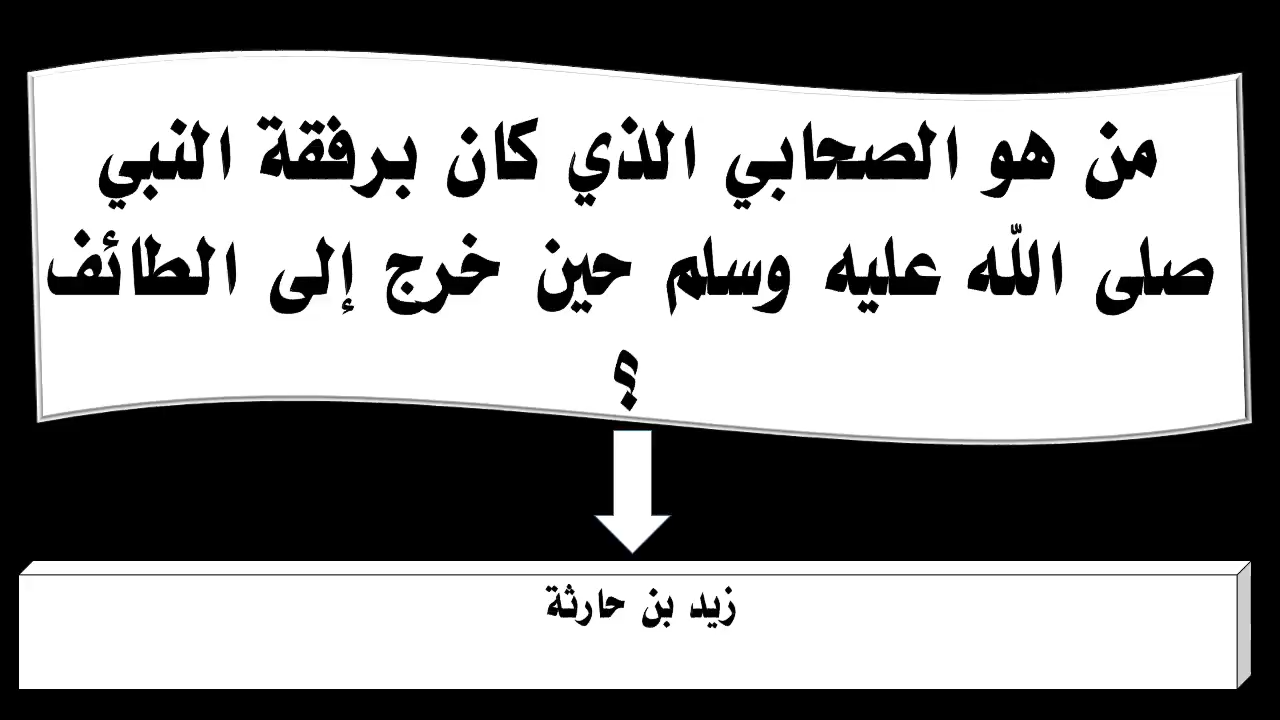 من هو الصحابي الذي كان برفقة النبي
صلى الله عليه وسلم حين خرج إلى الطائف
؟
زيد بن حارثة